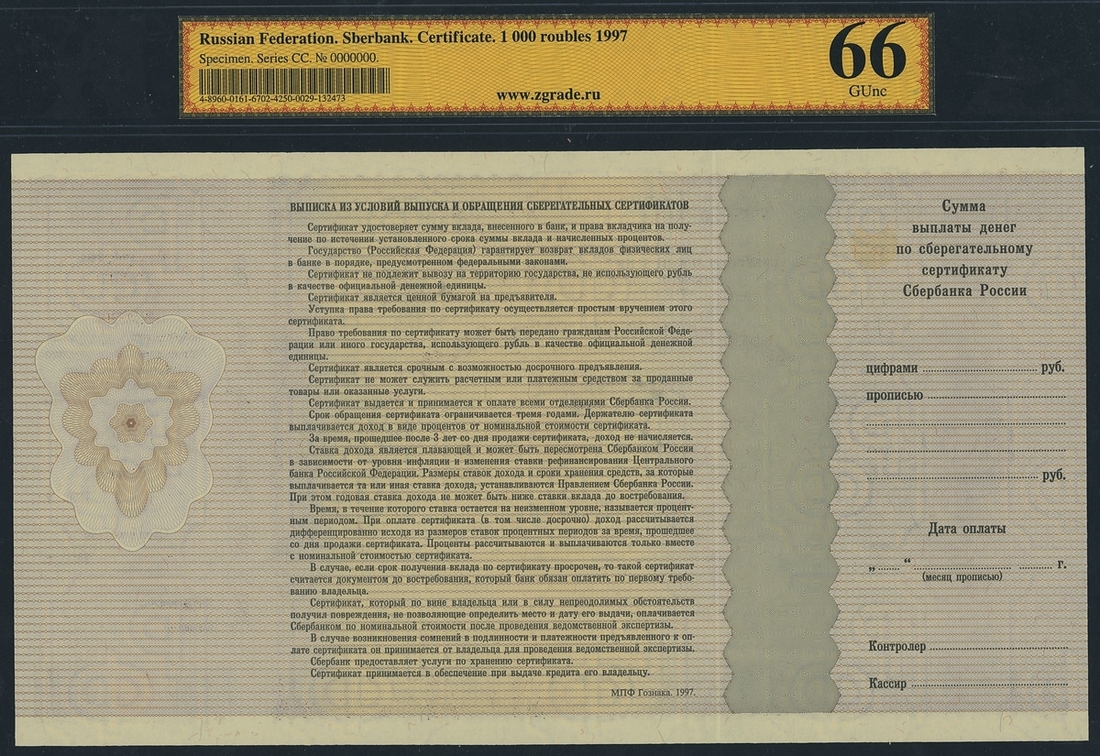 Russian Federation. Sberbank. Certificate. 1 000 roubles 1997
Specimen. Series CC. № 0000000.
4-8960-0161-6702-4250-0029-132473
www.zgrade.ru
66
GUnc
ВЫПИСКА ИЗ УСЛОВИЙ ВЫПУСКА И ОБРАЩЕНИЯ СБЕРЕГАТЕЛЬНЫХ СЕРТИФИКАТОВ
Сертификат удостоверяет сумму вклада, внесенного в банк, и права вкладчика на полу-
чение по истечении установленного срока суммы вклада и начисленных процентов.
Государство (Российская Федерация) гарантирует возврат вкладов физических лиц
в банке в порядке, предусмотренном федеральными законами.
Сертификат не подлежит вывозу на территорию государства, не использующего рубль
в качестве официальной денежной единицы.
Сертификат является ценной бумагой на предъявителя.
Уступка права требования по сертификату осуществляется простым вручением этого
сертификата.
Право требования по сертификату может быть передано гражданам Российской Феде-
рации или иного государства, использующего рубль в качестве официальной денежной
единицы.
Сертификат является срочным с возможностью досрочного предъявления.
Сертификат не может служить расчетным или платежным средством за проданные
товары или оказанные услуги.
Сертификат выдается и принимается к оплате всеми отделениями Сбербанка России.
Срок обращения сертификата ограничивается тремя годами. Держателю сертификата
выплачивается доход в виде процентов от номинальной стоимости сертификата.
За время, прошедшее после 3 лет со дня продажи сертификата, доход не начисляется.
Ставка дохода является плавающей и может быть пересмотрена Сбербанком России
в зависимости от уровня инфляции и изменения ставки рефинансирования Центрального
банка Российской Федерации. Размеры ставок дохода и сроки хранения средств, за которые
выплачивается та или иная ставка дохода, устанавливаются Правлением Сбербанка России.
При этом годовая ставка дохода не может быть ниже ставки вклада до востребования.
Время, в течение которого ставка остается на неизменном уровне, называется процент-
ным периодом. При оплате сертификата (в том числе досрочно) доход рассчитывается
дифференцированно исходя из размеров ставок процентных периодов за время, прошедшее
со дня продажи сертификата. Проценты рассчитываются и выплачиваются только вместе
с номинальной стоимостью сертификата.
В случае, если срок получения вклада по сертификату просрочен, то такой сертификат
считается документом до востребования, который банк обязан оплатить по первому требо-
ванию владельца.
Сертификат, который по вине владельца или в силу непреодолимых обстоятельств
получил повреждения, не позволяющие определить место и дату его выдачи, оплачивается
Сбербанком по номинальной стоимости после проведения ведомственной экспертизы.
В случае возникновения сомнений в подлинности и платежности предъявленного к оп-
лате сертификата он принимается от владельца для проведения ведомственной экспертизы.
Сбербанк предоставляет услуги по хранению сертификата.
Сертификат принимается в обеспечение при выдаче кредита его владельцу.
МПФ Гознака. 1997.
Сумма
выплаты денег
по сберегательному
сертификату
Сбербанка России
цифрами ........................ руб.
прописью ........................
........................ руб.
Дата оплаты
„ ...... “ ........................ ........ г.
(месяц прописью)
Контролер ........................
Кассир ........................